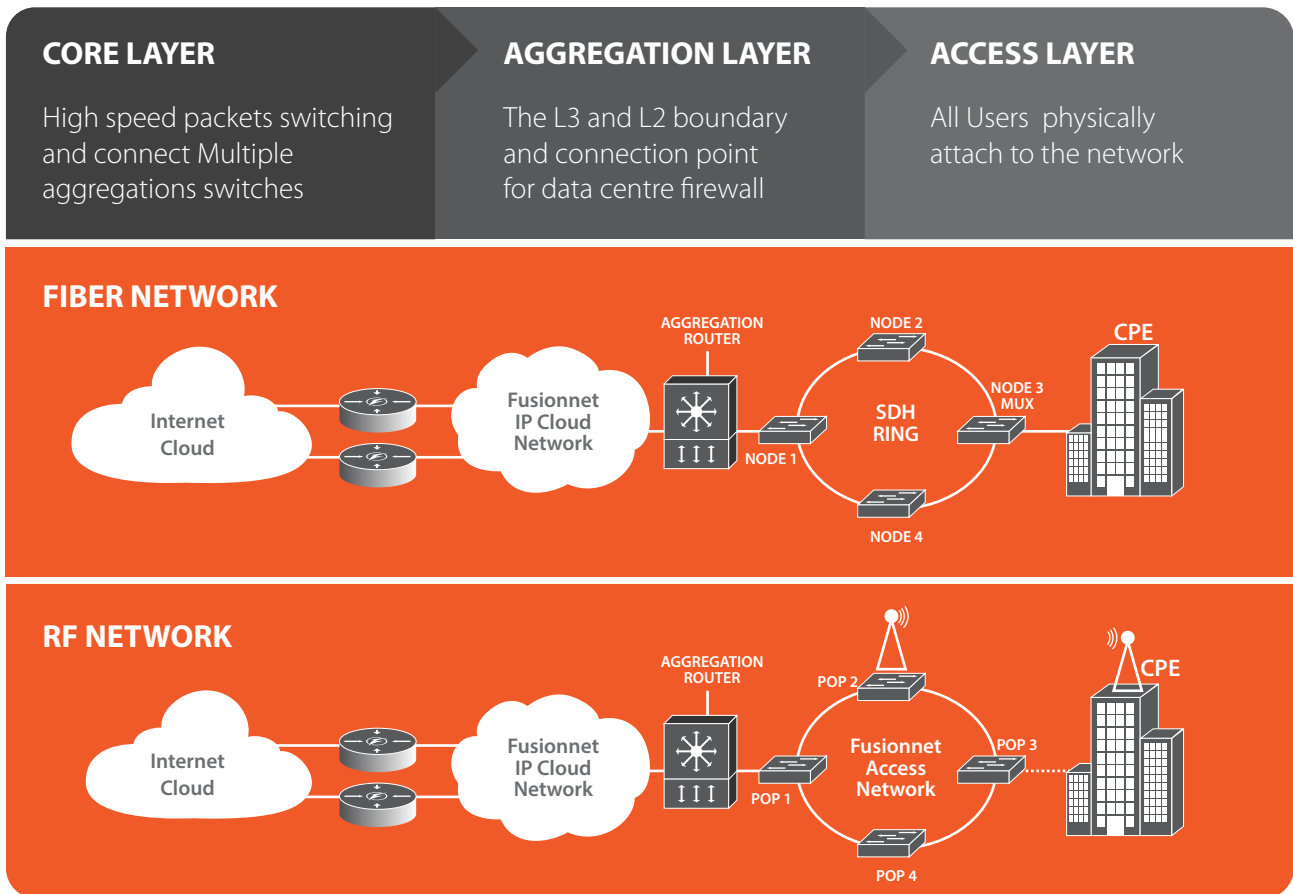 CORE LAYER
High speed packets switching
and connect Multiple
aggregations switches
AGGREGATION LAYER
The L3 and L2 boundary
and connection point
for data centre firewall
ACCESS LAYER
All Users physically
attach to the network
FIBER NETWORK
Internet
Cloud
Fusionnet
IP Cloud
Network
AGGREGATION
ROUTER
NODE 1
NODE 2
SDH
RING
NODE 3
MUX
NODE 4
CPE
RF NETWORK
Internet
Cloud
Fusionnet
IP Cloud
Network
AGGREGATION
ROUTER
POP 1
POP 2
Fusionnet
Access
Network
POP 3
POP 4
CPE